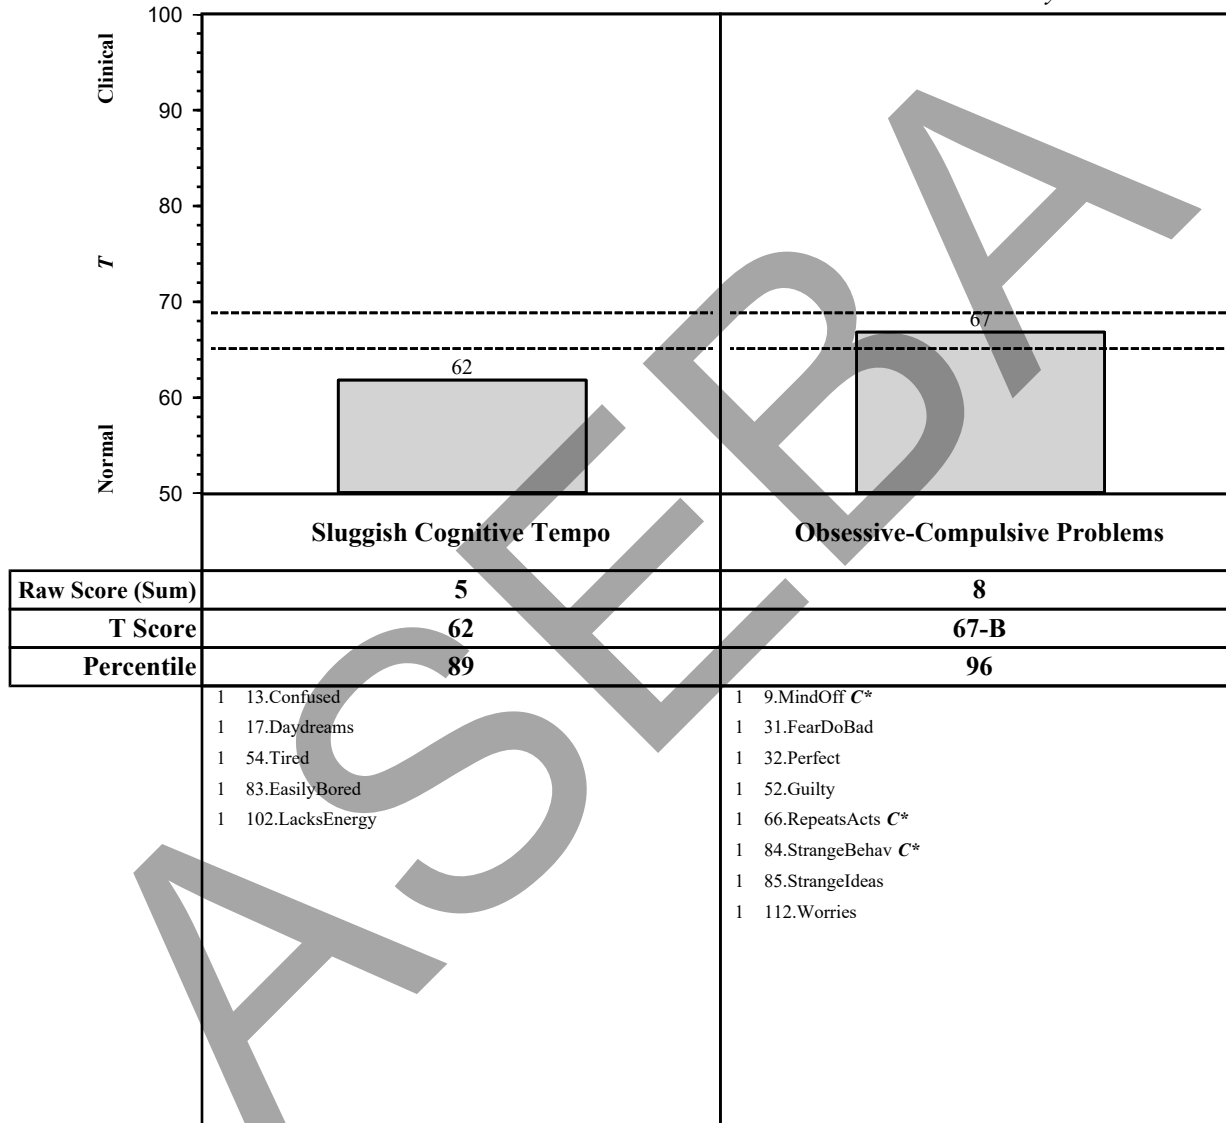 100
90
80
70
60
50
Clinical
T
Normal
62
67
Sluggish Cognitive Tempo
Obsessive-Compulsive Problems
Raw Score (Sum) 5 8
T Score 62 67-B
Percentile 89 96
1 13.Confused
1 17.Daydreams
1 54.Tired
1 83.EasilyBored
1 102.LacksEnergy
1 9.MindOff C*
1 31.FearDoBad
1 32.Perfect
1 52.Guilty
1 66.RepeatsActs C*
1 84.StrangeBehav C*
1 85.StrangeIdeas
1 112.Worries
ASEBA